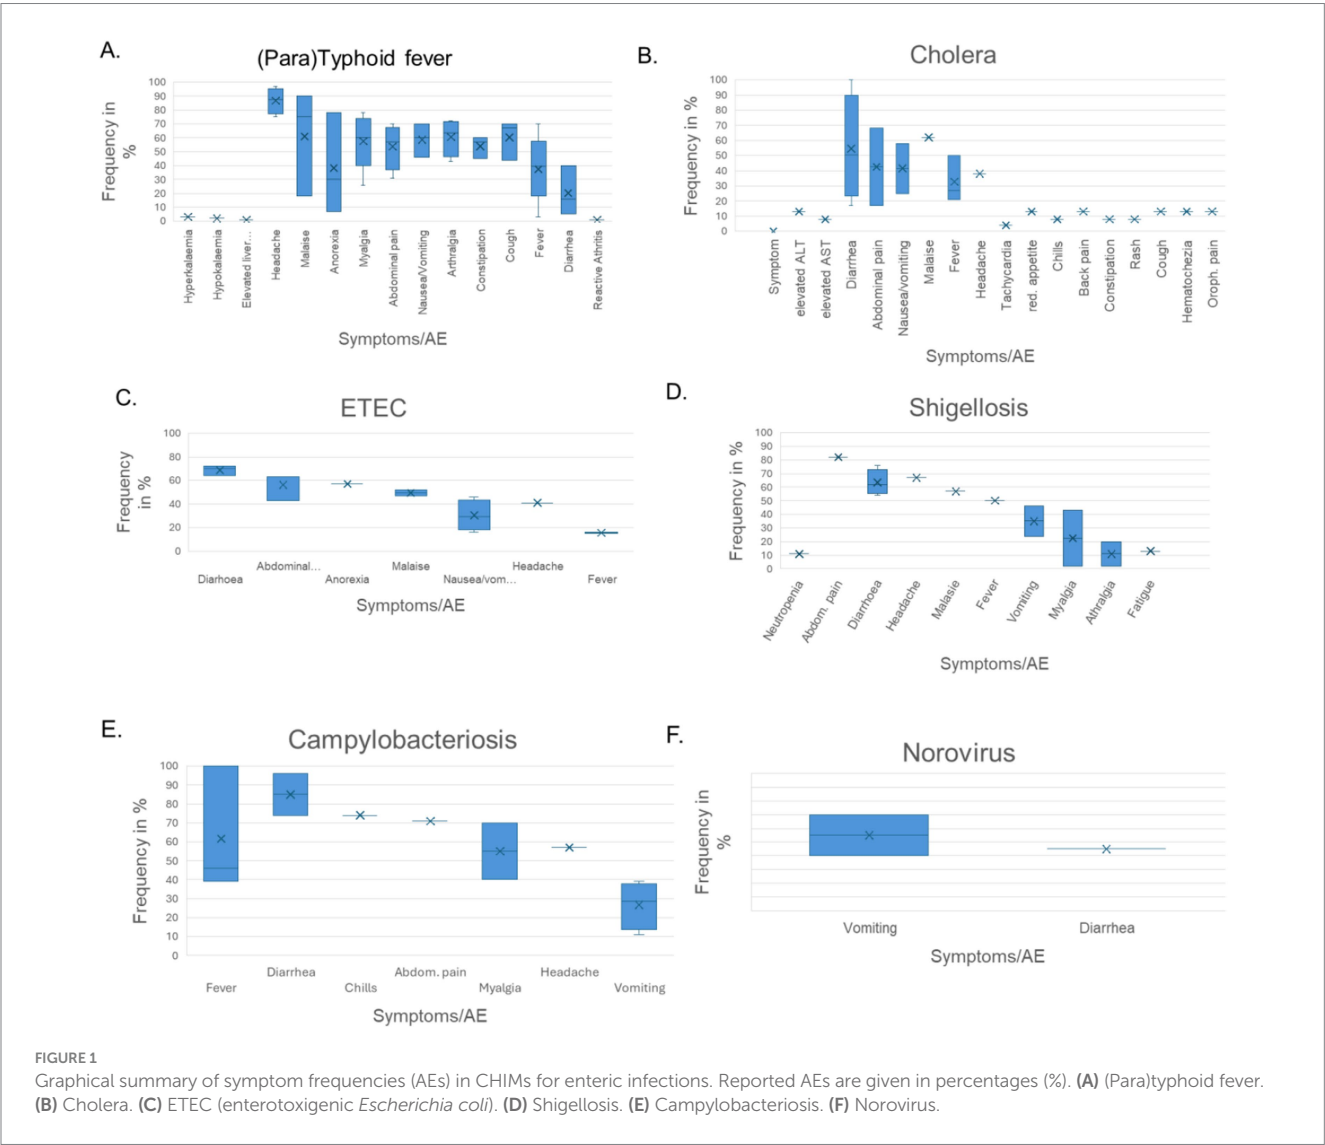 A.
(Para)Typhoid fever
Frequency in
%
100
90
80
70
60
50
40
30
20
10
0
Hyperkalaemia
Hypokalaemia
Elevated liver...
Headache
Malaise
Anorexia
Myalgia
Abdominal pain
Nausea/Vomiting
Arthralgia
Constipation
Cough
Fever
Diarrhea
Reactive Athritis
Symptoms/AE
B.
Cholera
Frequency in %
100
90
80
70
60
50
40
30
20
10
0
Symptom
elevated ALT
elevated AST
Diarrhea
Abdominal pain
Nausea/vomiting
Malaise
Fever
Headache
Tachycardia
red. appetite
Chills
Back pain
Constipation
Rash
Cough
Hematochezia
Oroph. pain
Symptoms/AE
C.
ETEC
Frequency
in %
100
80
60
40
20
0
Diarhoea
Abdominal...
Anorexia
Malaise
Nausea/vom...
Headache
Fever
Symptoms/AE
D.
Shigellosis
Frequency in %
100
90
80
70
60
50
40
30
20
10
0
Neutropenia
Abdom. pain
Diarrhoea
Headache
Malasie
Fever
Vomiting
Myalgia
Athralgia
Fatigue
Symptoms/AE
E.
Campylobacteriosis
Frequency in %
100
90
80
70
60
50
40
30
20
10
0
Fever
Diarrhea
Chills
Abdom. pain
Myalgia
Headache
Vomiting
Symptoms/AE
F.
Norovirus
Frequency in
%
Vomiting
Diarrhea
Symptoms/AE
FIGURE 1
Graphical summary of symptom frequencies (AEs) in CHIMs for enteric infections. Reported AEs are given in percentages (%). (A) (Para)typhoid fever.
(B) Cholera. (C) ETEC (enterotoxigenic Escherichia coli). (D) Shigellosis. (E) Campylobacteriosis. (F) Norovirus.